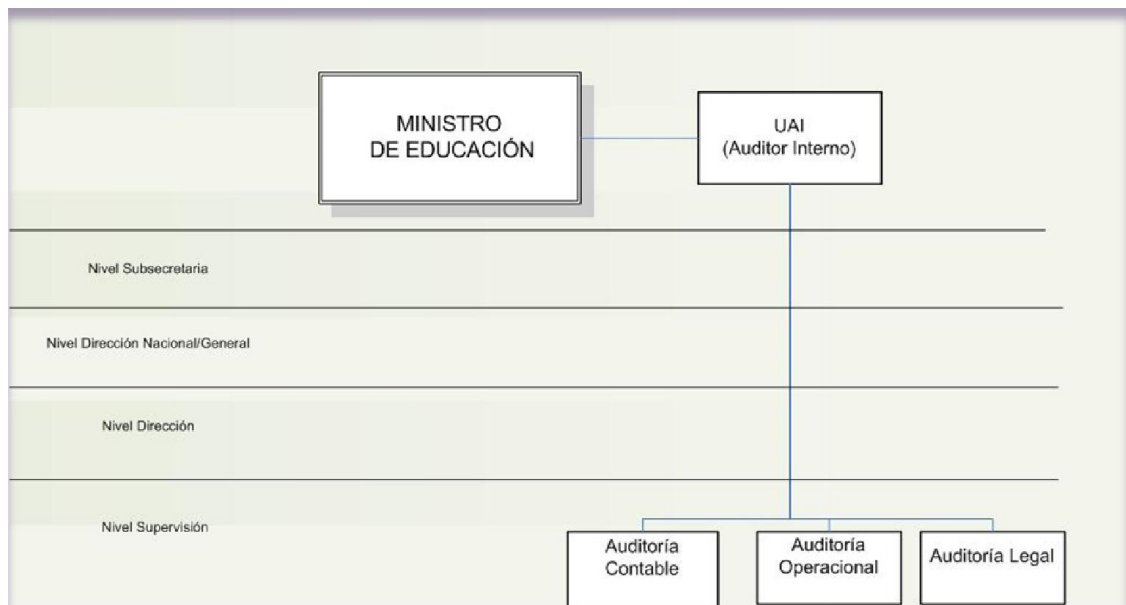 MINISTRO
DE EDUCACIÓN
UAI
(Auditor Interno)
Nivel Subsecretaria
Nivel Dirección Nacional/General
Nivel Dirección
Nivel Supervisión
Auditoría
Contable
Auditoría
Operacional
Auditoría Legal